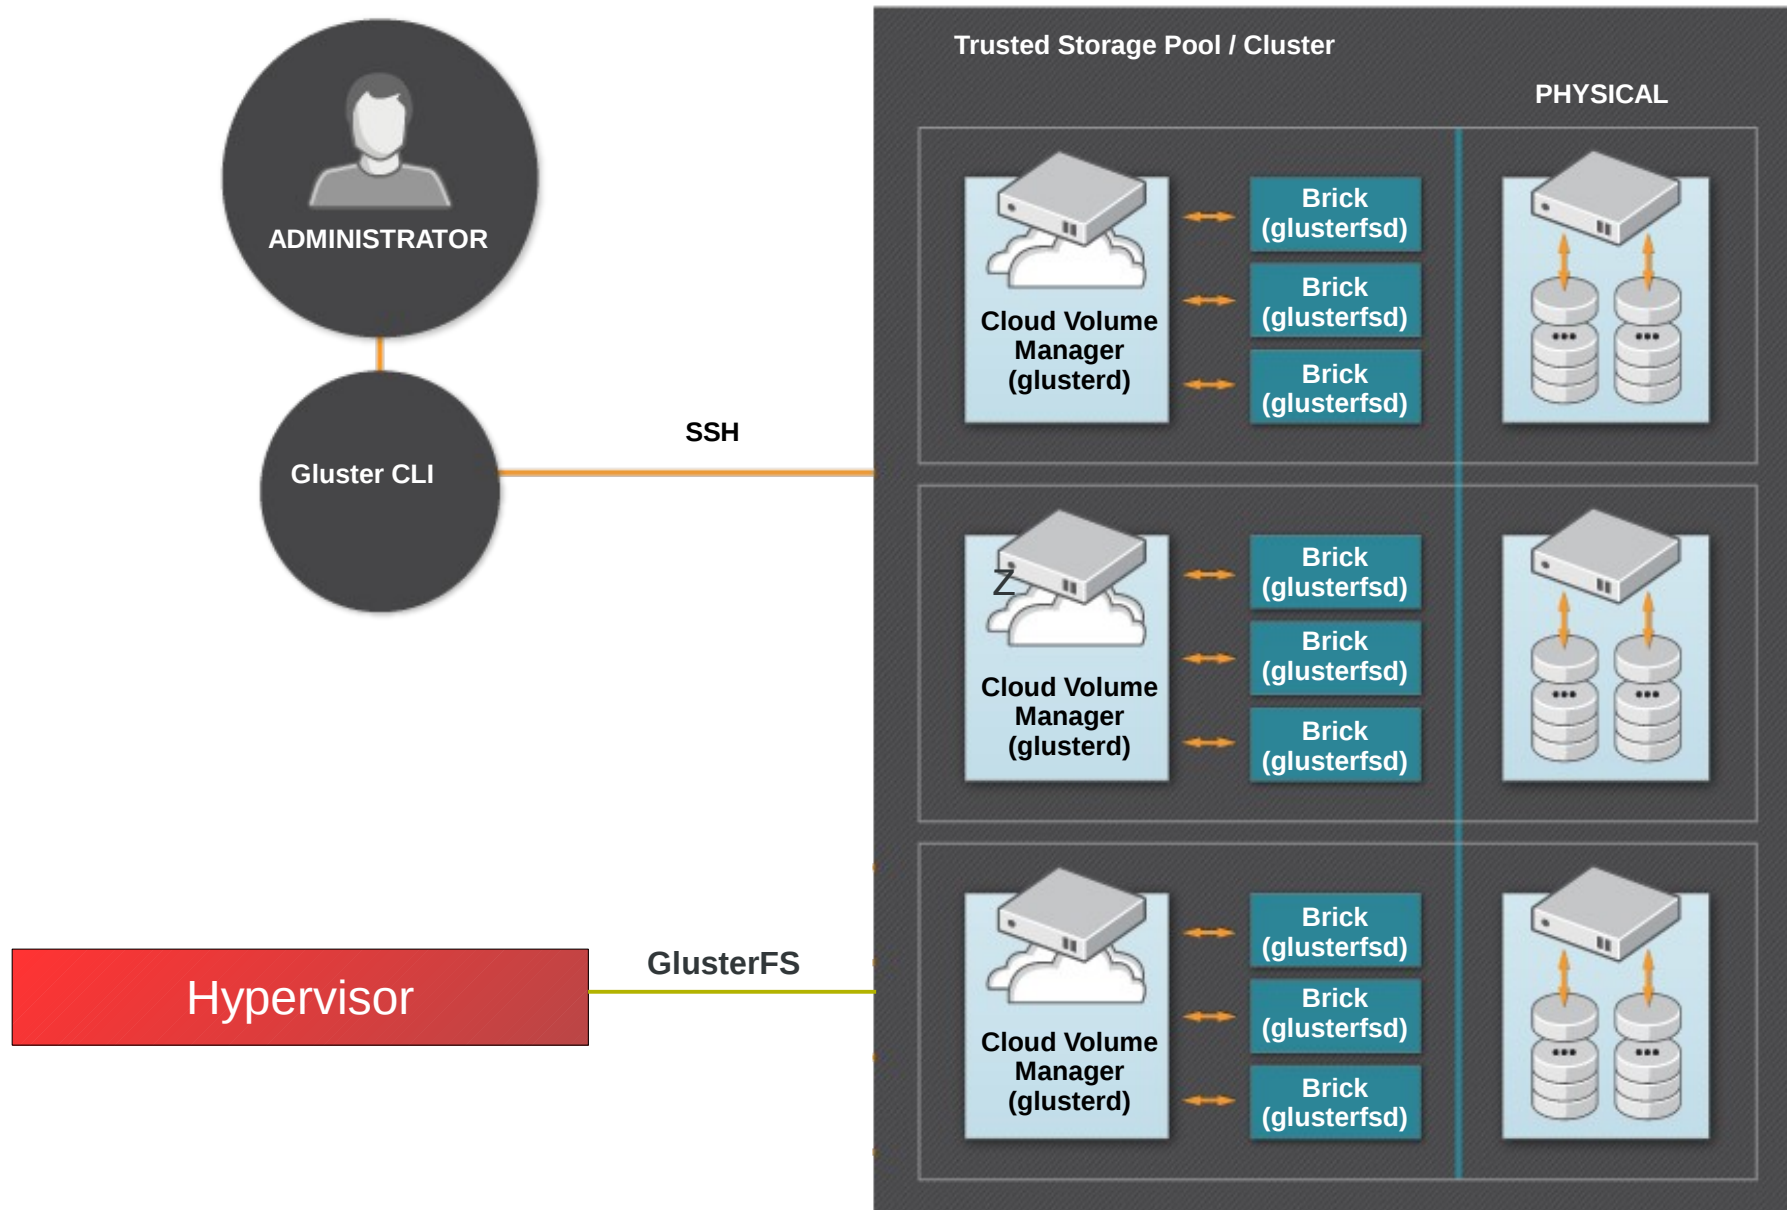 Trusted Storage Pool / Cluster
PHYSICAL
ADMINISTRATOR
Gluster CLI
SSH
Cloud Volume
Manager
(glusterd)
Brick
(glusterfsd)
Brick
(glusterfsd)
Brick
(glusterfsd)
Z
Cloud Volume
Manager
(glusterd)
Brick
(glusterfsd)
Brick
(glusterfsd)
Brick
(glusterfsd)
Hypervisor
GlusterFS
Cloud Volume
Manager
(glusterd)
Brick
(glusterfsd)
Brick
(glusterfsd)
Brick
(glusterfsd)